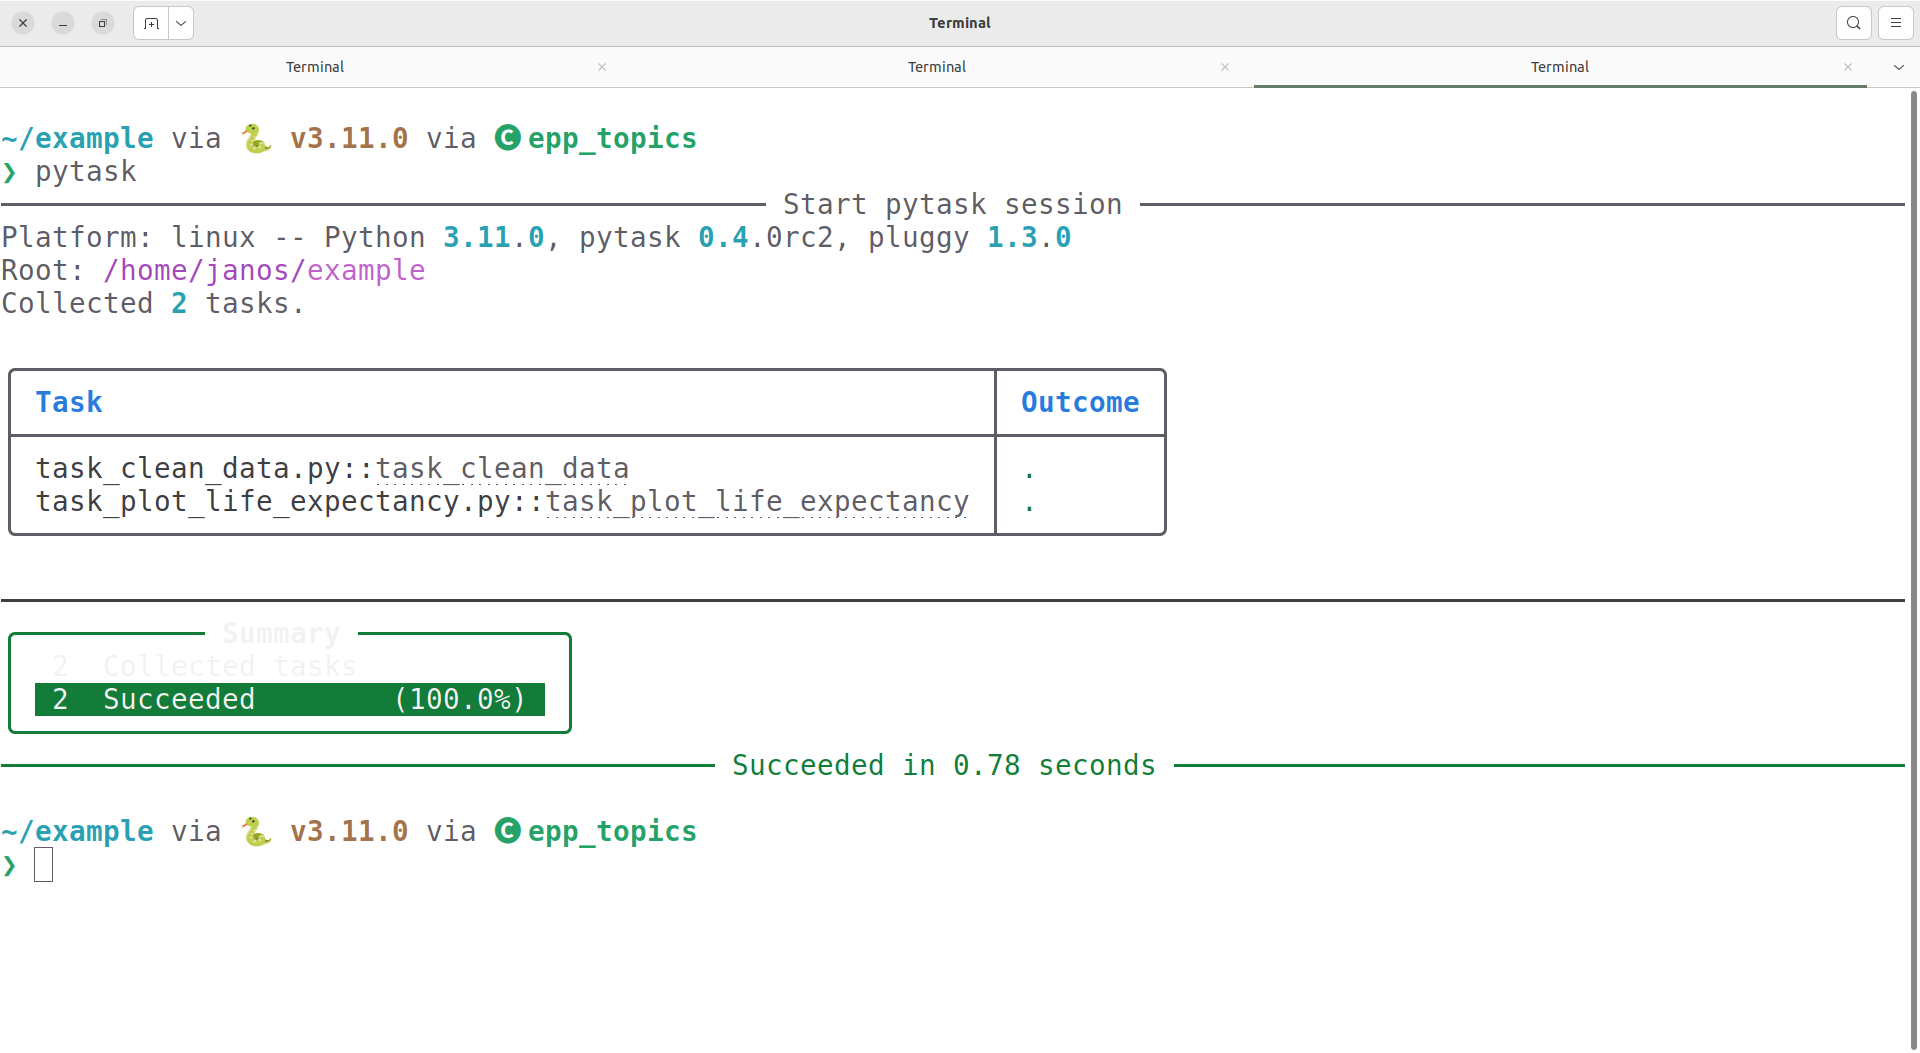 Terminal
Terminal Terminal Terminal
~/example via 🐍 v3.11.0 via 🅒 epp_topics
❯ pytask
Start pytask session
Platform: linux -- Python 3.11.0, pytask 0.4.0rc2, pluggy 1.3.0
Root: /home/janos/example
Collected 2 tasks.
Task Outcome
task_clean_data.py::task_clean_data .
task_plot_life_expectancy.py::task_plot_life_expectancy .
Summary
2 Collected tasks
2 Succeeded (100.0%)
Succeeded in 0.78 seconds
~/example via 🐍 v3.11.0 via 🅒 epp_topics
❯